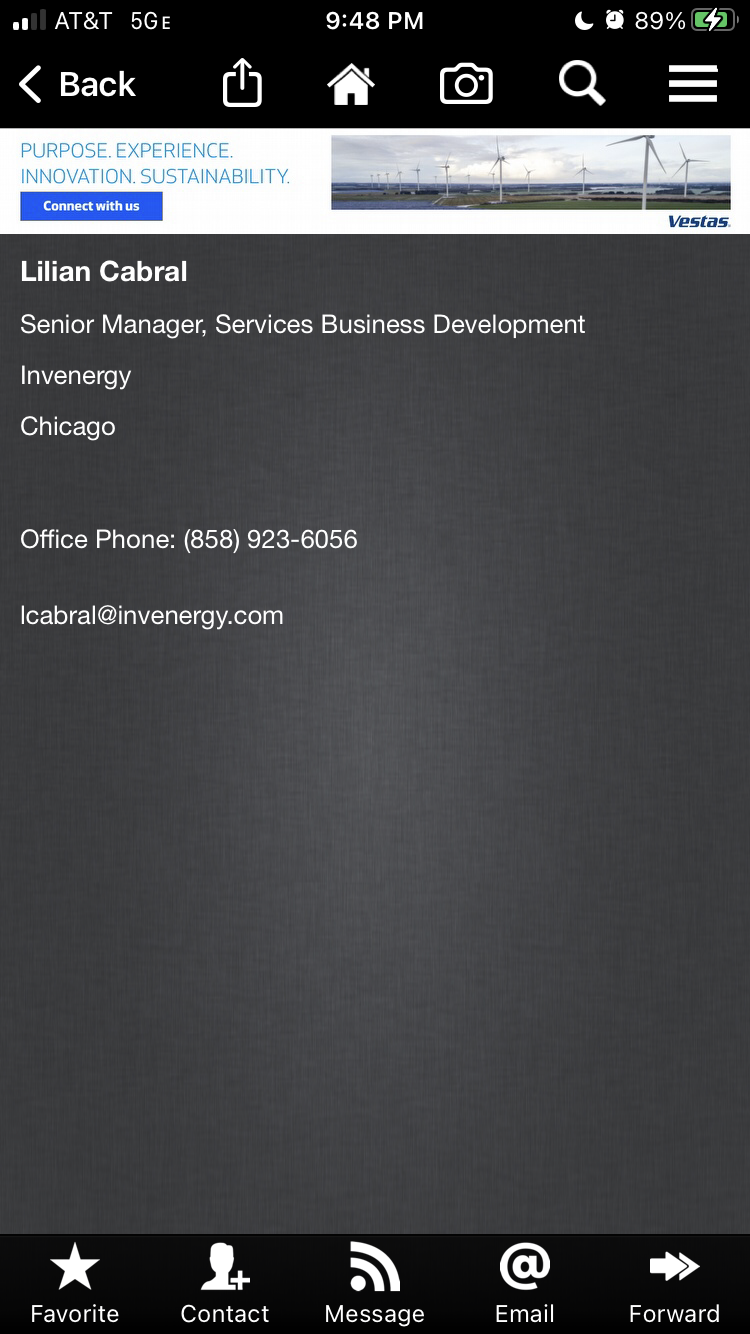 AT&T 5GE 9:48 PM 89%
Back
PURPOSE. EXPERIENCE.
INNOVATION. SUSTAINABILITY.
Connect with us
Vestas
Lilian Cabral
Senior Manager, Services Business Development
Invenergy
Chicago
Office Phone: (858) 923-6056
lcabral@invenergy.com
Favorite Contact Message Email Forward